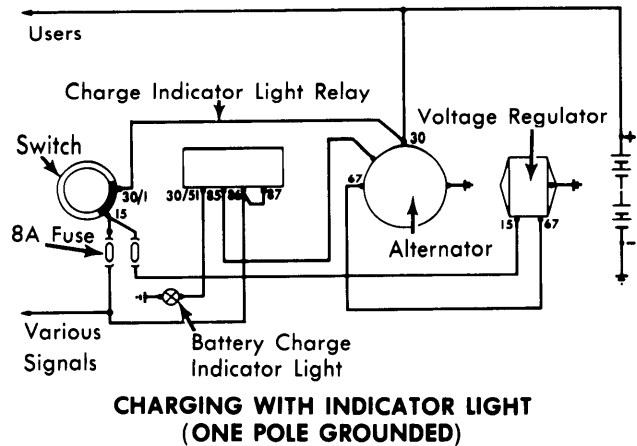 Users
Charge Indicator Light Relay
Voltage Regulator
30
Switch
67
30/1
30/51 85 86 87
15
8A Fuse
Alternator
15 67
+
-
Various
Signals
Battery Charge
Indicator Light
CHARGING WITH INDICATOR LIGHT
(ONE POLE GROUNDED)